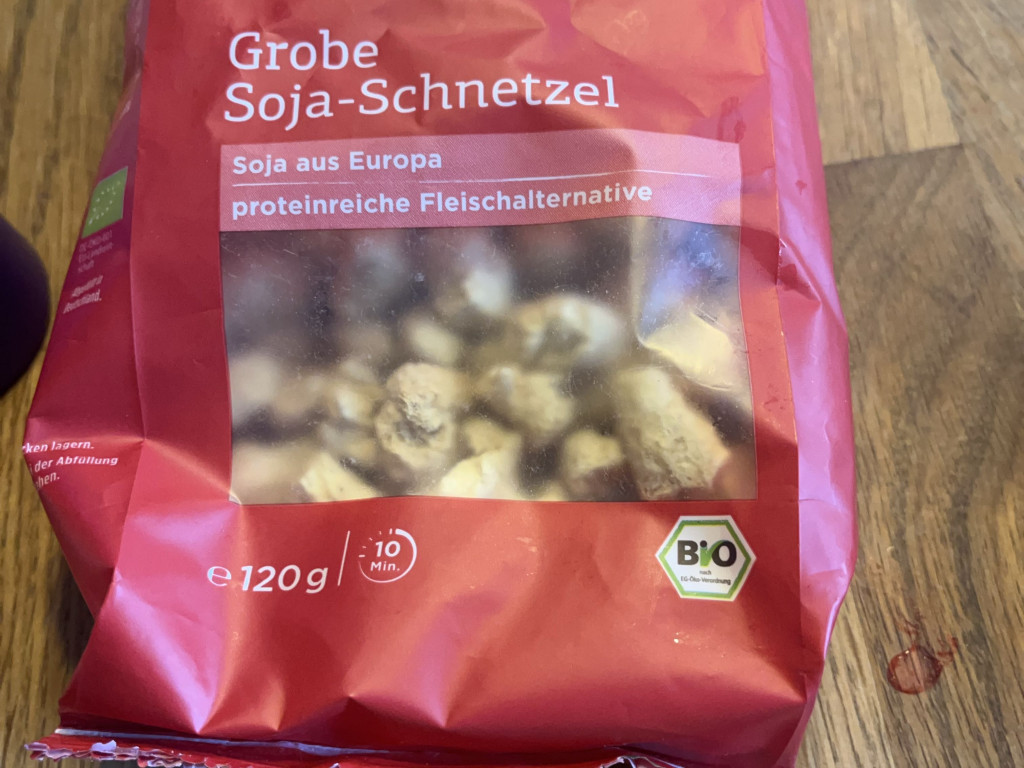 Grobe
Soja-Schnetzel
Soja aus Europa
proteinreiche Fleischalternative
ken lagern.
der Abfüllung
hen.
℮ 120 g
10
Min.
BiO
nach
EG-Öko-Verordnung